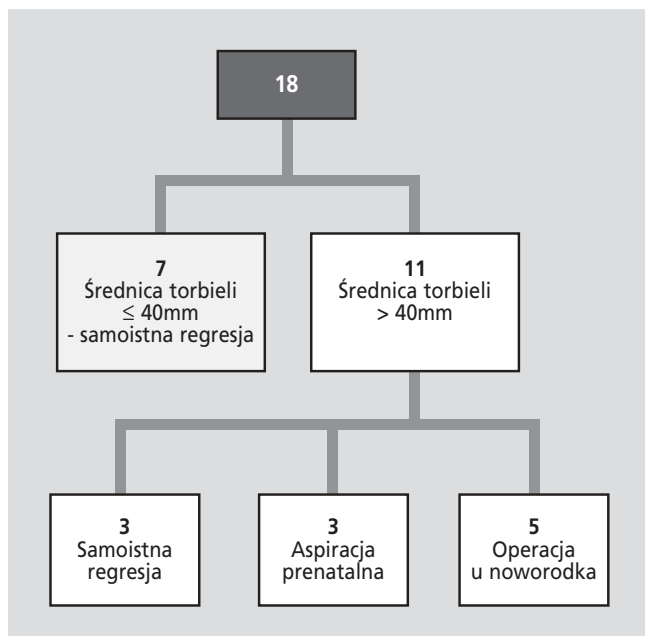 18
7
Średnica torbieli
≤ 40mm
- samoistna regresja
11
Średnica torbieli
> 40mm
3
Samoistna
regresja
3
Aspiracja
prenatalna
5
Operacja
u noworodka